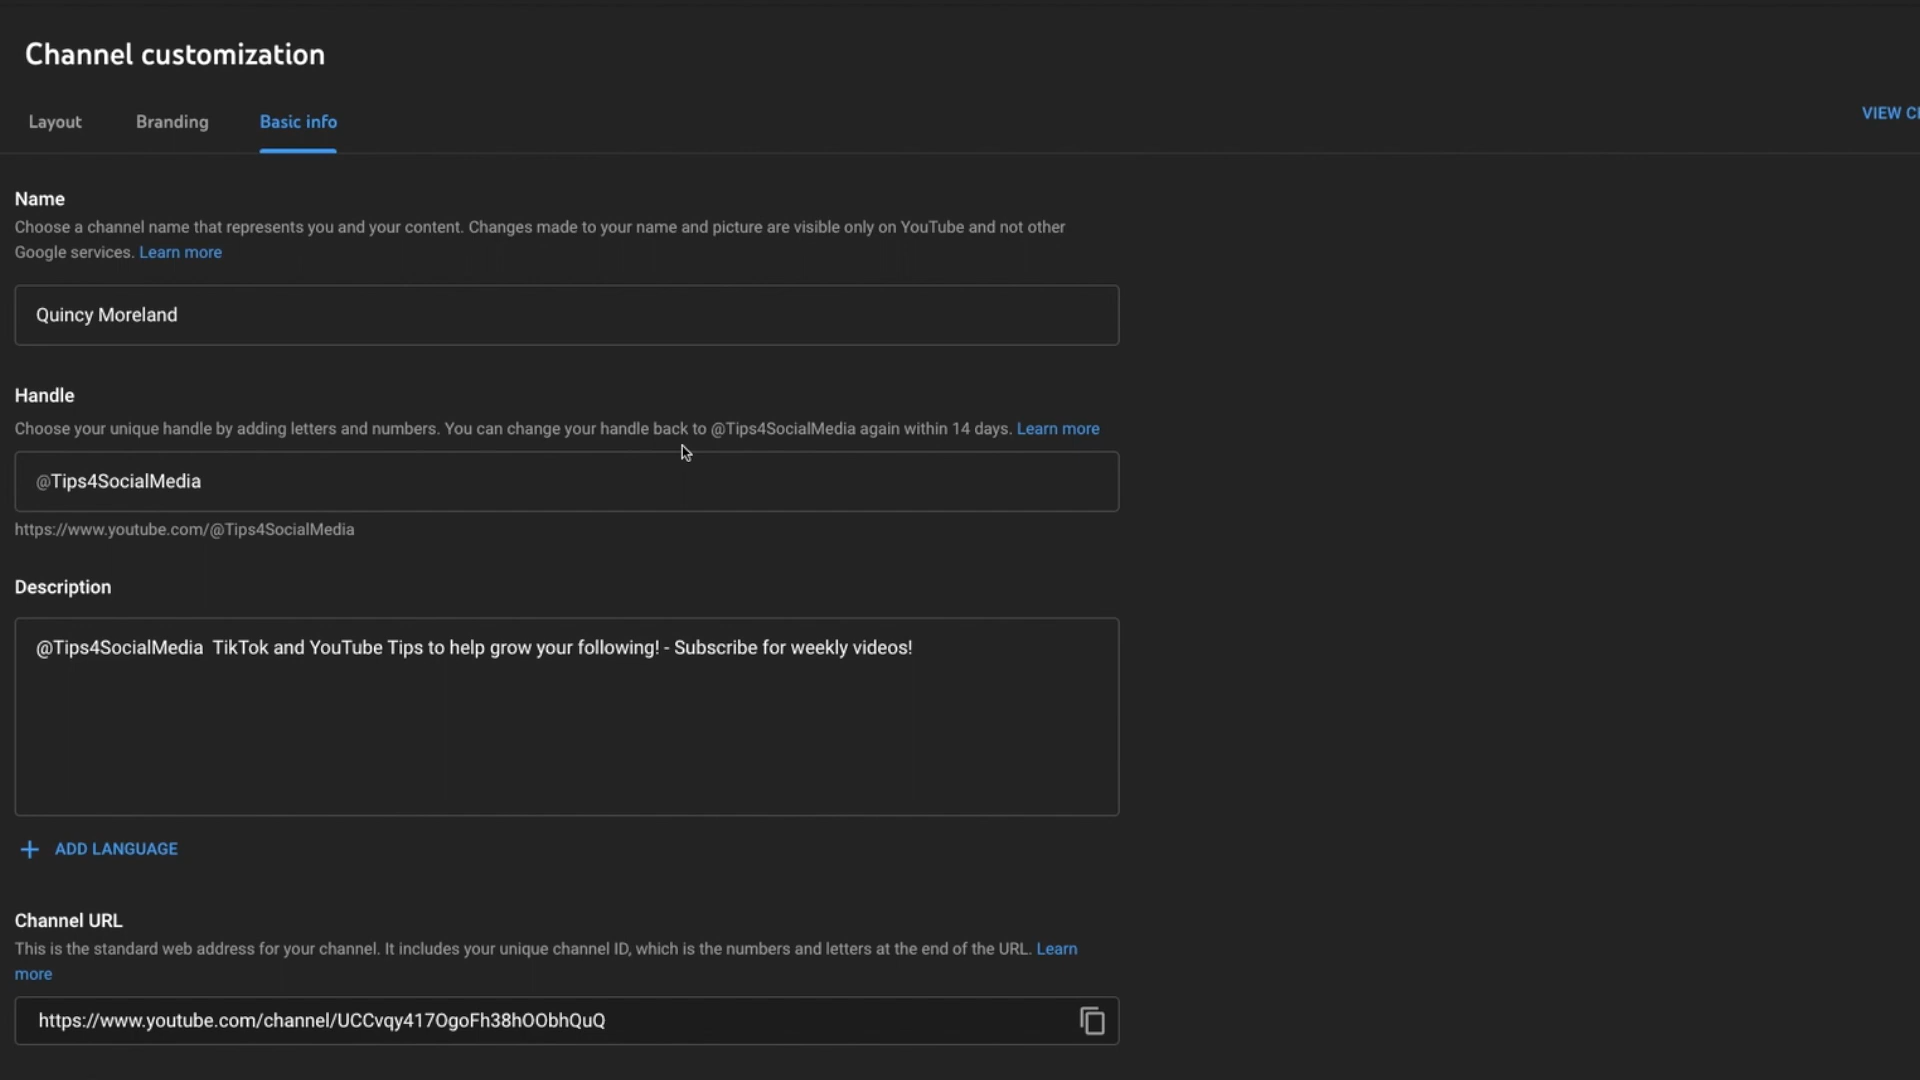 Channel customization
Layout Branding Basic info
VIEW
Name
Choose a channel name that represents you and your content. Changes made to your name and picture are visible only on YouTube and not other
Google services. Learn more
Quincy Moreland
Handle
Choose your unique handle by adding letters and numbers. You can change your handle back to @Tips4SocialMedia again within 14 days. Learn more
@Tips4SocialMedia
https://www.youtube.com/@Tips4SocialMedia
Description
@Tips4SocialMedia  TikTok and YouTube Tips to help grow your following! - Subscribe for weekly videos!
ADD LANGUAGE
Channel URL
This is the standard web address for your channel. It includes your unique channel ID, which is the numbers and letters at the end of the URL. Learn
more
https://www.youtube.com/channel/UCCvqy417OgoFh38hOObhQuQ